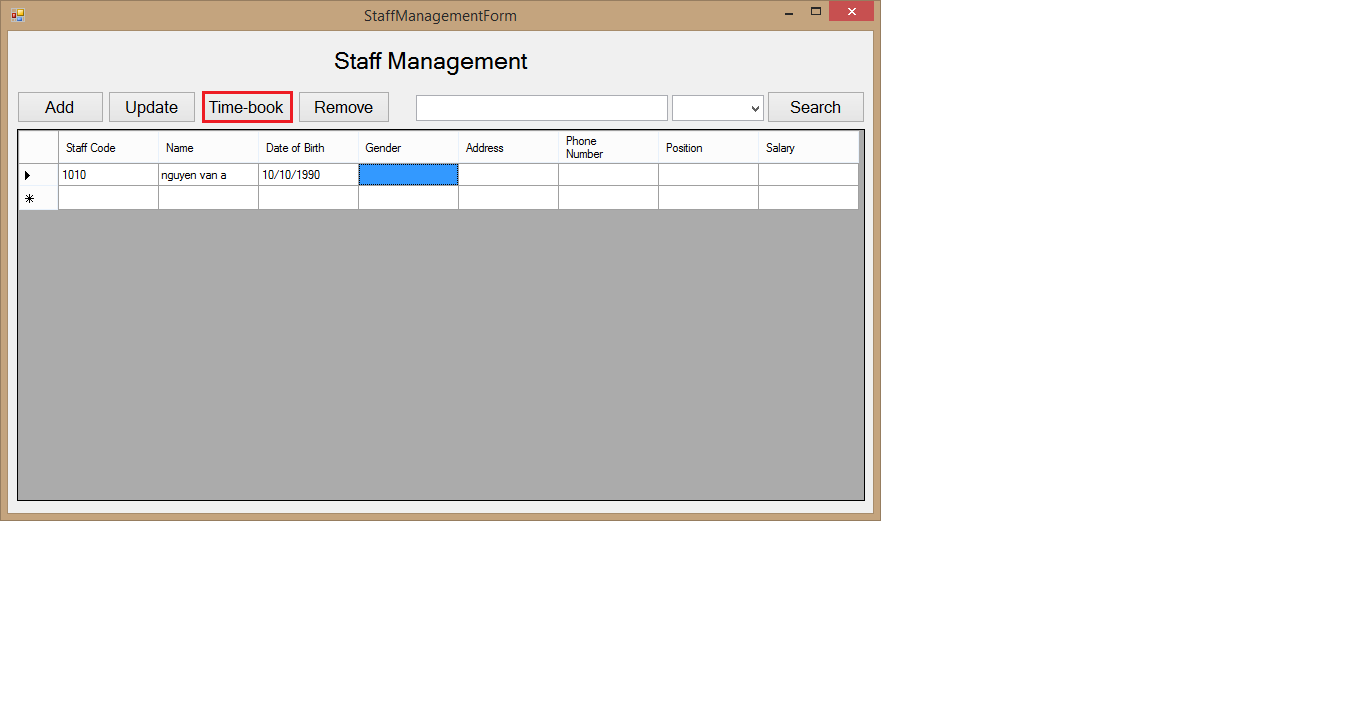 StaffManagementForm
Staff Management
Add Update Time-book Remove Search
Staff Code Name Date of Birth Gender Address Phone Number Position Salary
1010 nguyen van a 10/10/1990